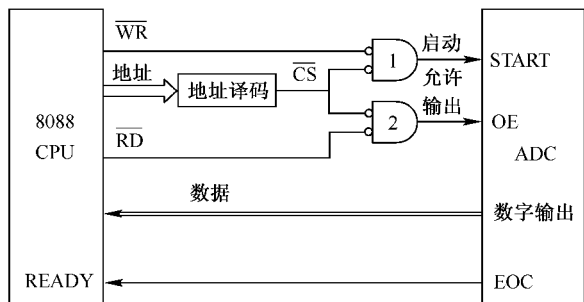 WR
启动
地址
CS
1
START
允许
地址译码
8088
输出
2
OE
CPU
RD
ADC
数据
数字输出
READY
EOC